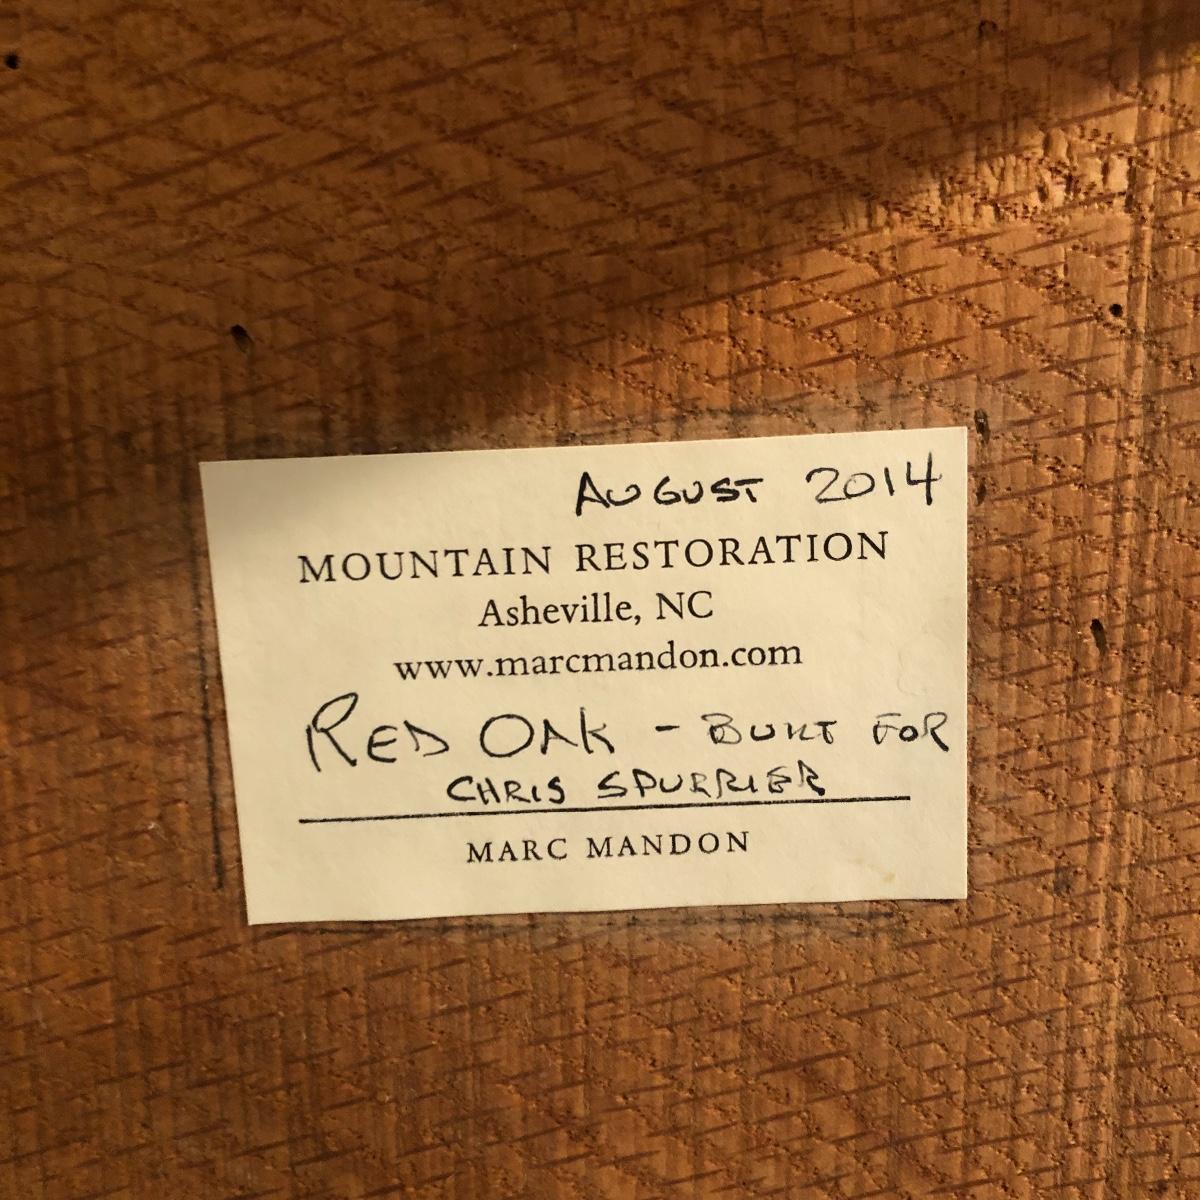 AUGUST 2014
MOUNTAIN RESTORATION
Asheville, NC
www.marcmandon.com
RED OAK - BUILT FOR
CHRIS SPURRIER
MARC MANDON